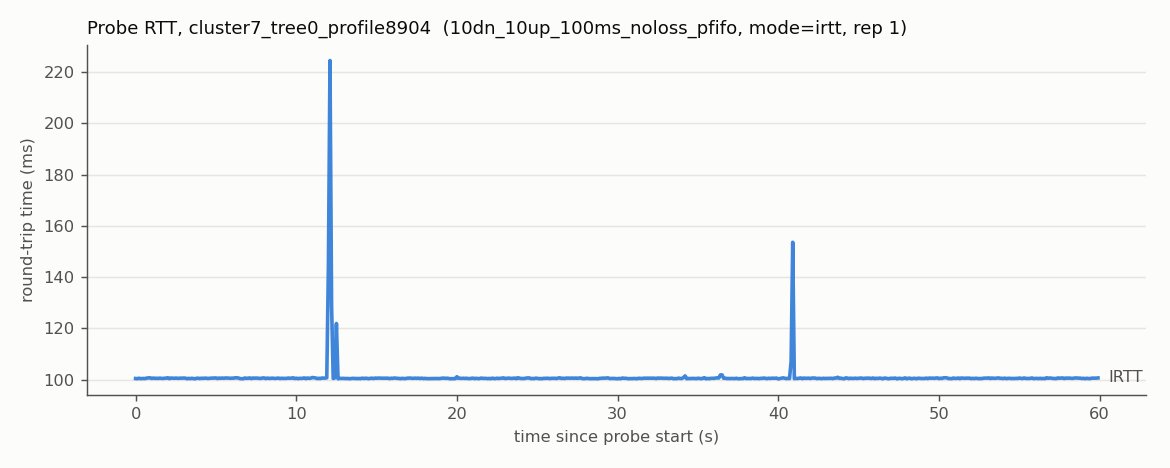 Probe RTT, cluster7_tree0_profile8904  (10dn_10up_100ms_noloss_pfifo, mode=irtt, rep 1)
round-trip time (ms)
220
200
180
160
140
120
100
IRTT
0 10 20 30 40 50 60
time since probe start (s)